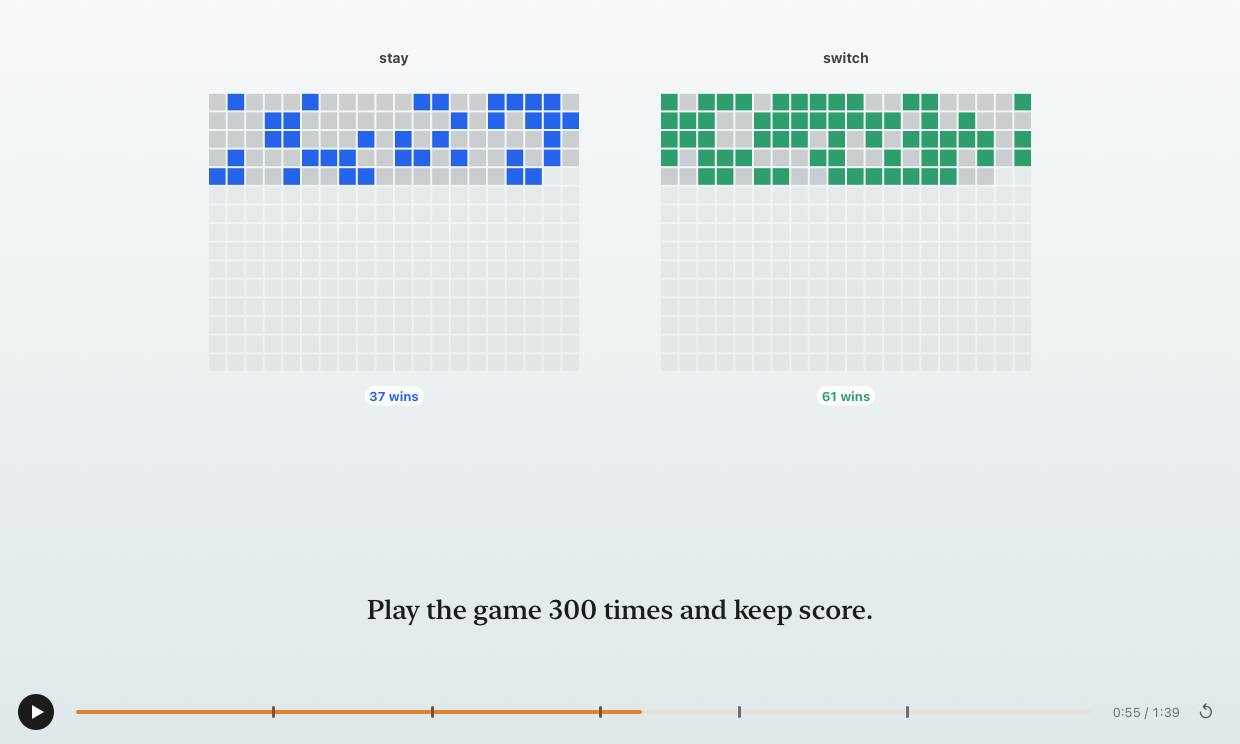 stay
switch
37 wins
61 wins
Play the game 300 times and keep score.
0:55 / 1:39